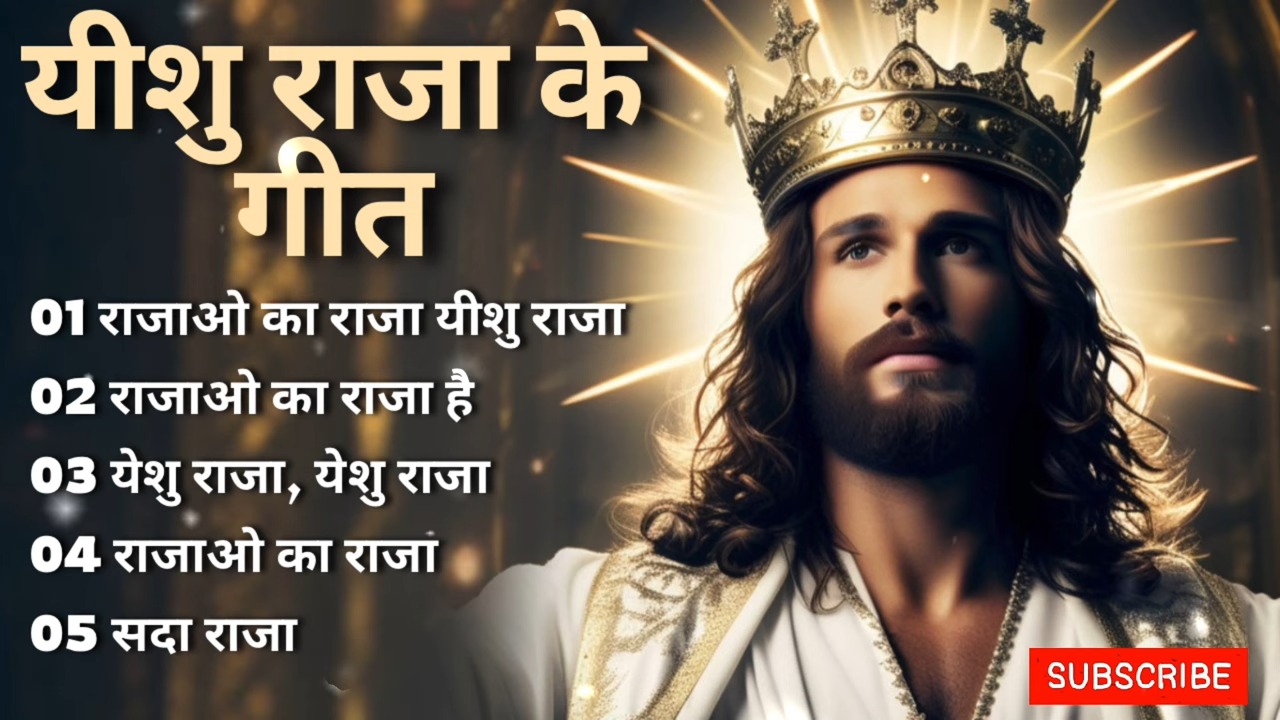 यीशु राजा के
गीत
01 राजाओ का राजा यीशु राजा
02 राजाओ का राजा है
03 येशु राजा, येशु राजा
04 राजाओ का राजा
05 सदा राजा
SUBSCRIBE